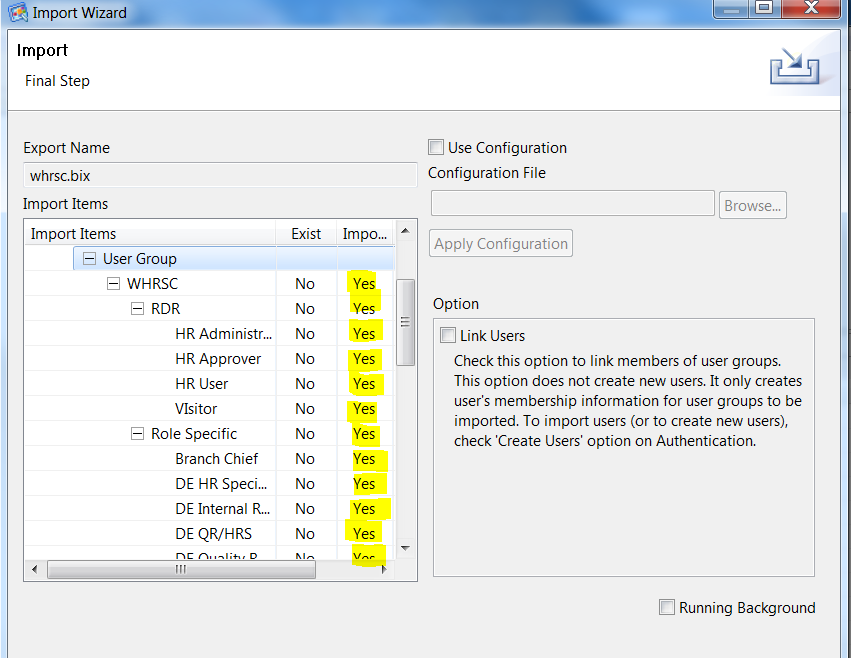 Import Wizard
Import
Final Step
Export Name
whrsc.bix
Import Items
Import Items Exist Impo...
User Group
WHRSC No Yes
RDR No Yes
HR Administr... No Yes
HR Approver No Yes
HR User No Yes
VIsitor No Yes
Role Specific No Yes
Branch Chief No Yes
DE HR Speci... No Yes
DE Internal R... No Yes
DE QR/HRS No Yes
DE Quality R... No Yes
Use Configuration
Configuration File
Browse...
Apply Configuration
Option
Link Users
Check this option to link members of user groups.
This option does not create new users. It only creates
user's membership information for user groups to be
imported. To import users (or to create new users),
check 'Create Users' option on Authentication.
Running Background